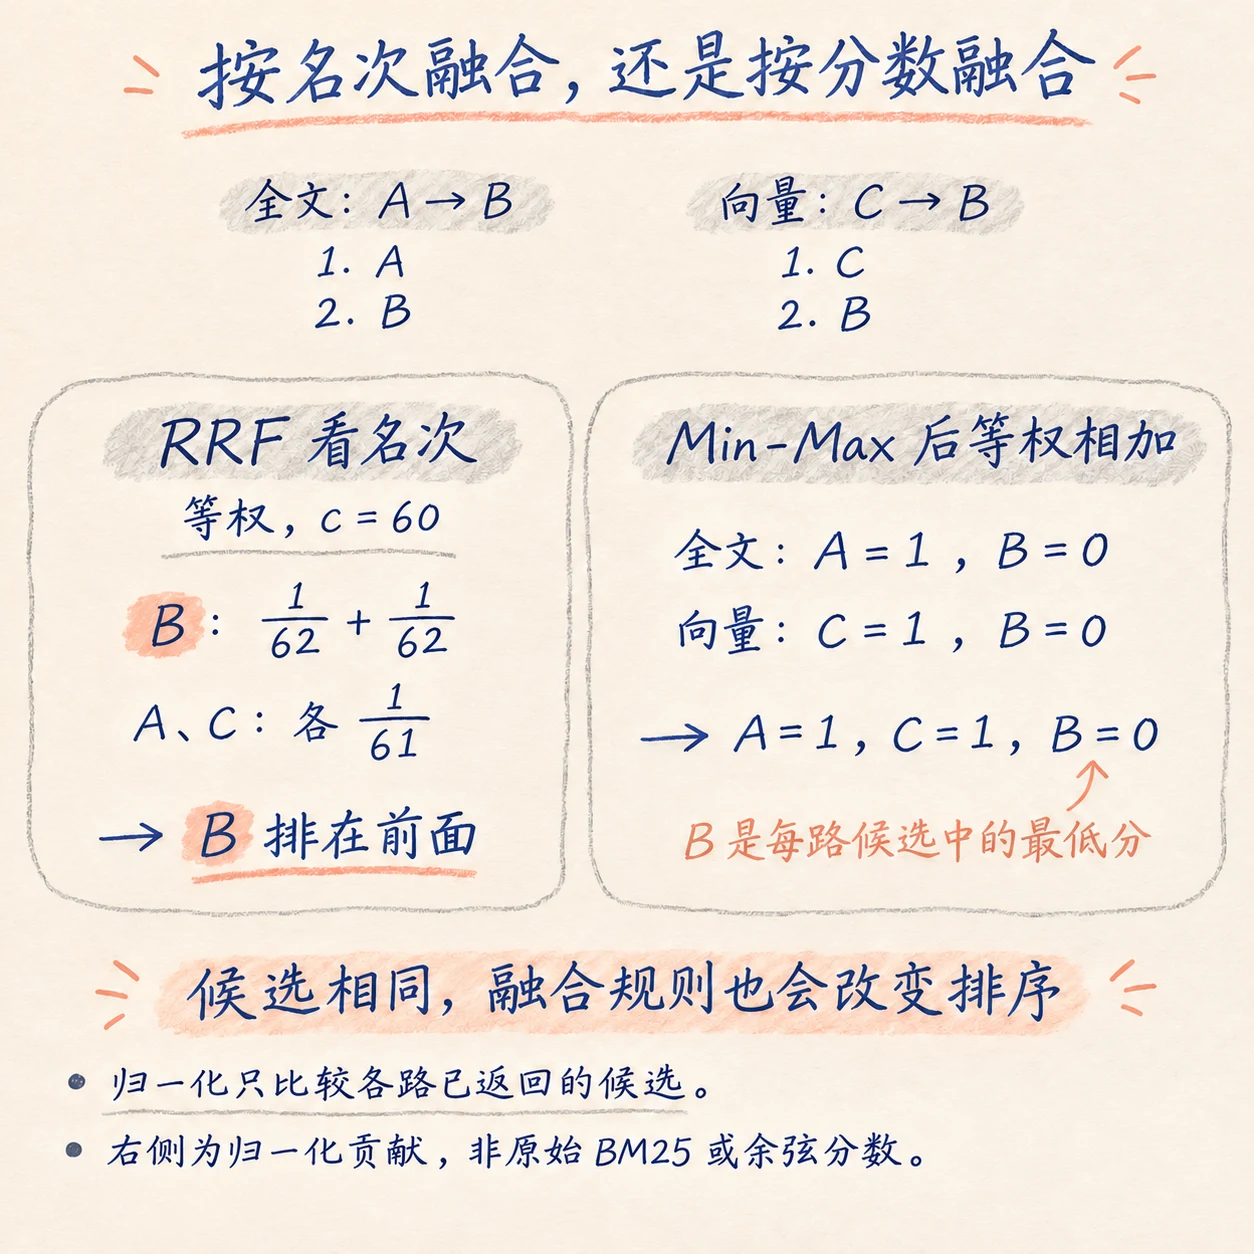 按名次融合，还是按分数融合
全文：A → B
1. A
2. B
向量：C → B
1. C
2. B
RRF 看名次
等权，c = 60
B：1/62 + 1/62
A、C：各 1/61
→ B 排在前面
Min-Max 后等权相加
全文：A = 1，B = 0
向量：C = 1，B = 0
→ A = 1，C = 1，B = 0
B 是每路候选中的最低分
候选相同，融合规则也会改变排序
• 归一化只比较各路已返回的候选。
• 右侧为归一化贡献，非原始 BM25 或余弦分数。